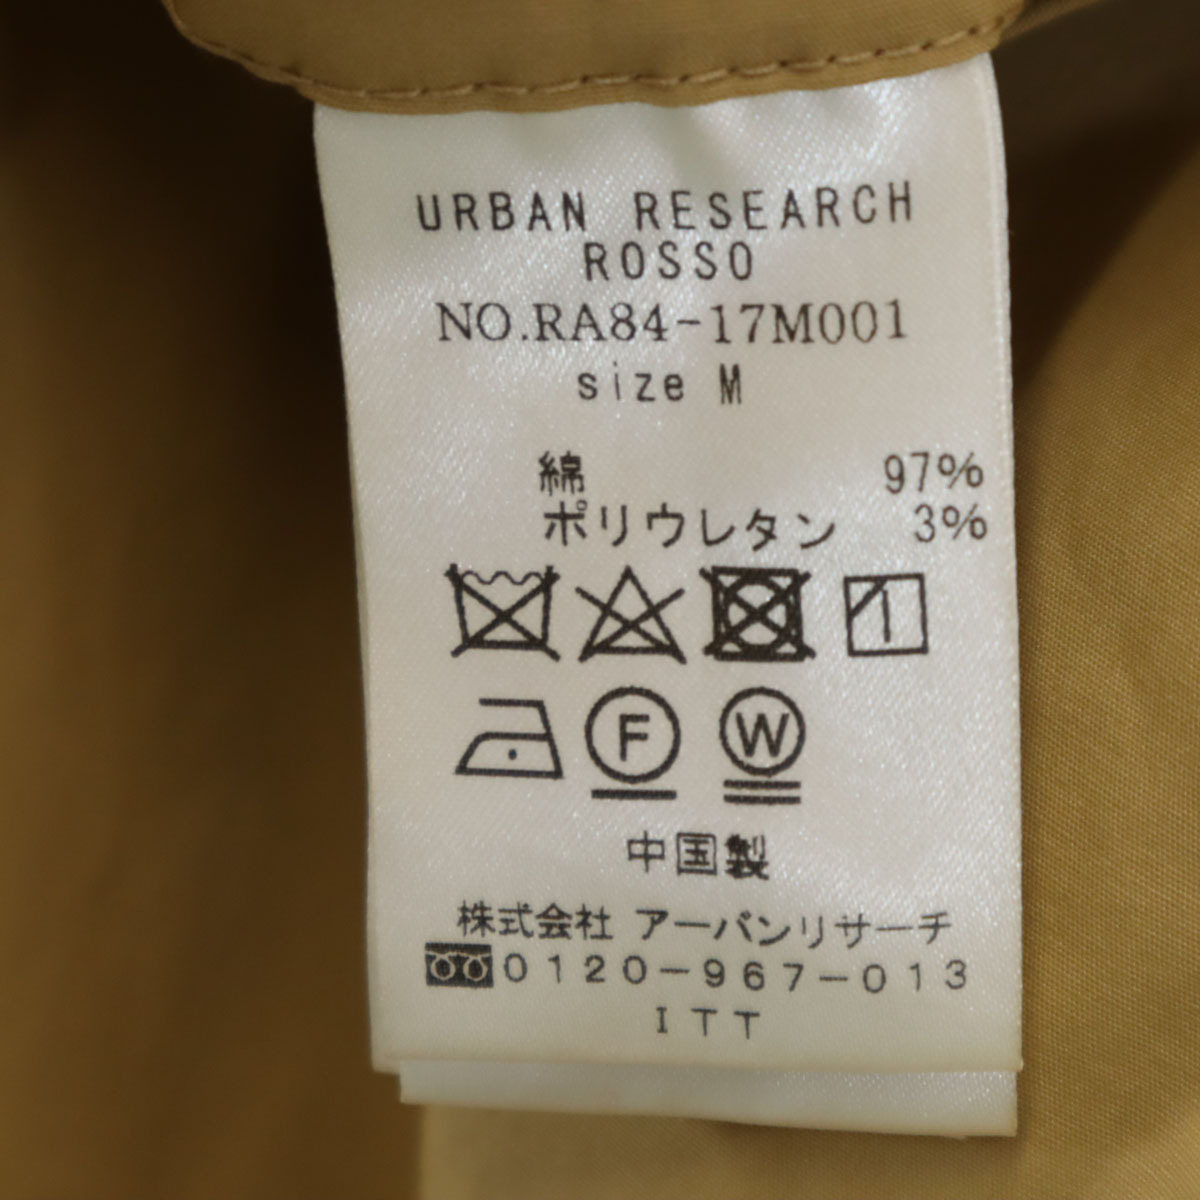 URBAN RESEARCH
ROSSO
NO.RA84-17M001
size M
綿 97%
ポリウレタン 3%
F W
中国製
株式会社 アーバンリサーチ
0120-967-013
ITT